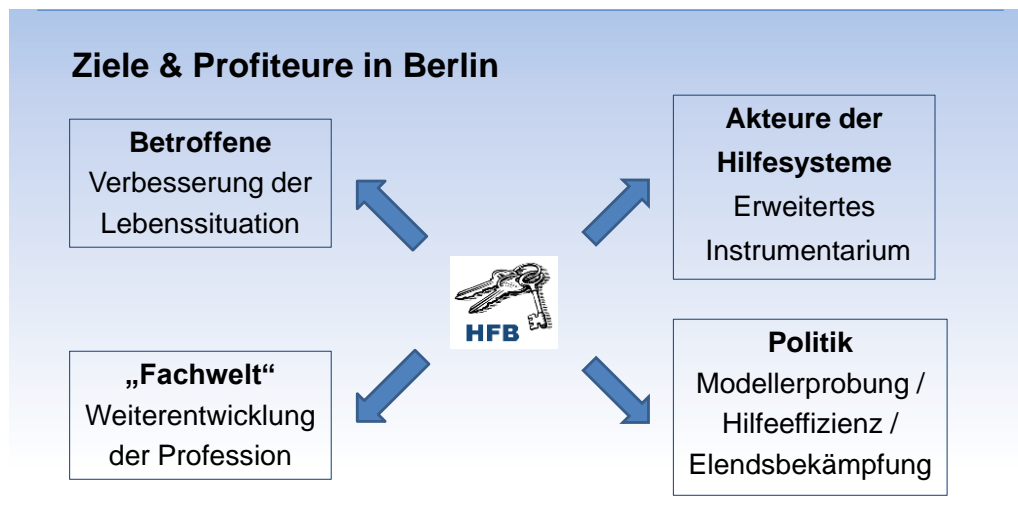 Ziele & Profiteure in Berlin
Betroffene
Verbesserung der
Lebenssituation
Akteure der
Hilfesysteme
Erweitertes
Instrumentarium
HFB
„Fachwelt“
Weiterentwicklung
der Profession
Politik
Modellerprobung /
Hilfeeffizienz /
Elendsbekämpfung